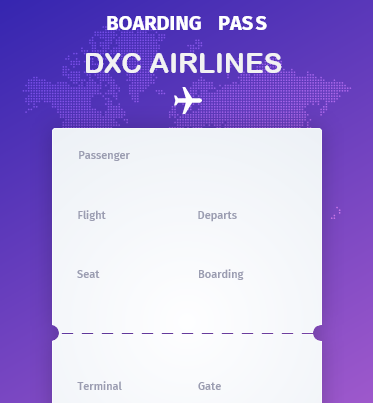 BOARDING PASS
DXC AIRLINES
Passenger
Flight Departs
Seat Boarding
Terminal Gate